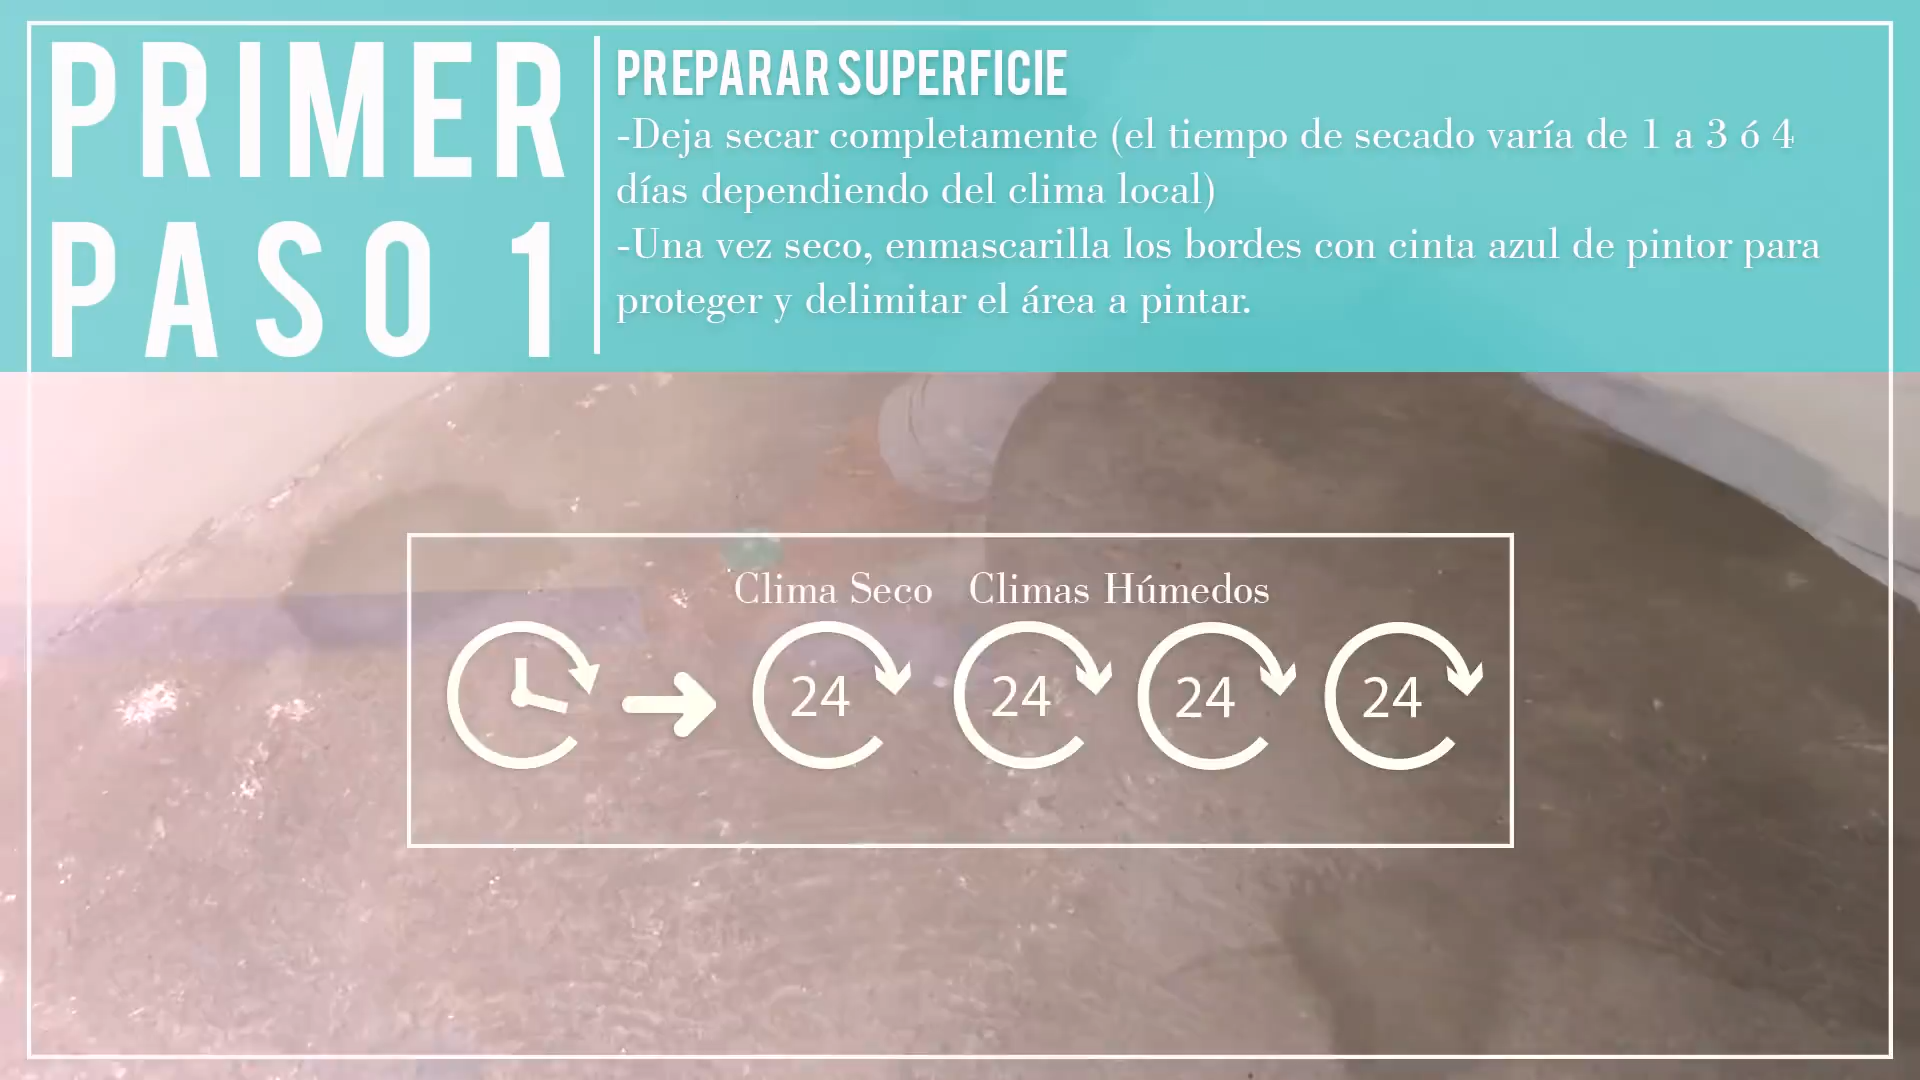 PRIMER
PASO 1
PREPARAR SUPERFICIE
-Deja secar completamente (el tiempo de secado varía de 1 a 3 ó 4
días dependiendo del clima local)
-Una vez seco, enmascarilla los bordes con cinta azul de pintor para
proteger y delimitar el área a pintar.
Clima Seco Climas Húmedos
24 24 24 24